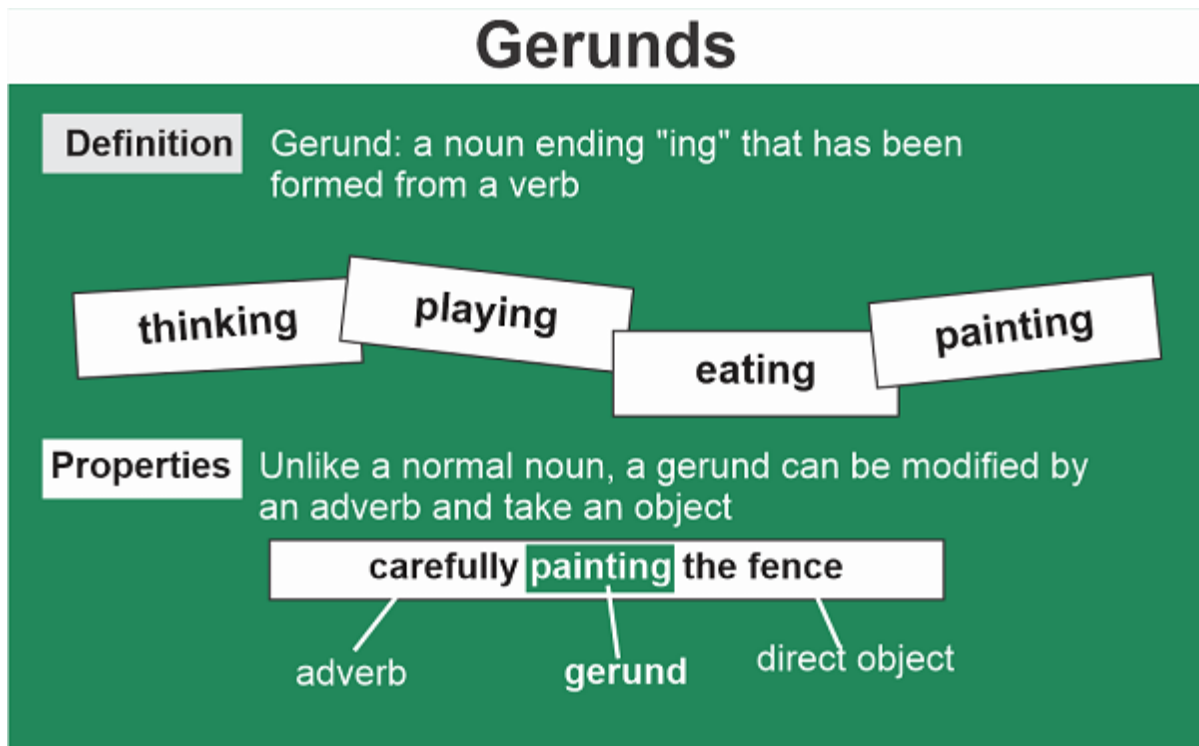 Gerunds
Definition
Gerund: a noun ending "ing" that has been
formed from a verb
thinking
playing
eating
painting
Properties
Unlike a normal noun, a gerund can be modified by
an adverb and take an object
carefully painting the fence
adverb
gerund
direct object